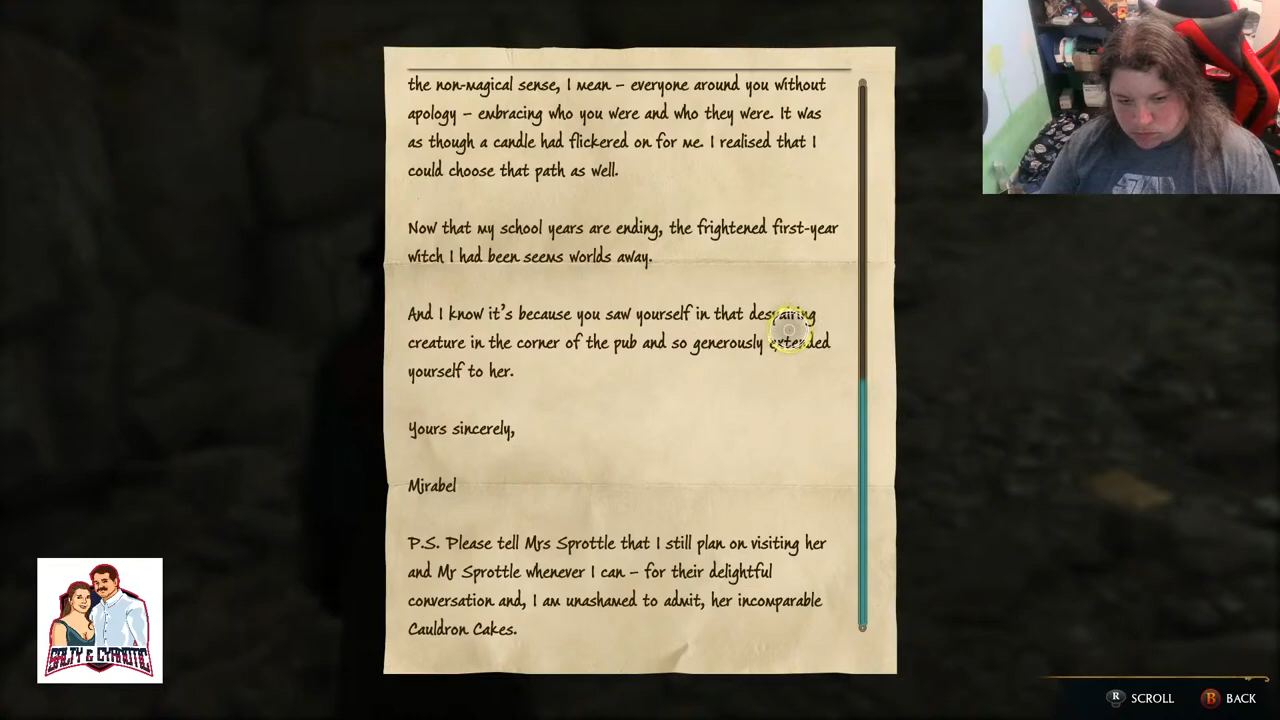 the non-magical sense, I mean – everyone around you without
apology – embracing who you were and who they were. It was
as though a candle had flickered on for me. I realised that I
could choose that path as well.
Now that my school years are ending, the frightened first-year
witch I had been seems worlds away.
And I know it's because you saw yourself in that despairing
creature in the corner of the pub and so generously extended
yourself to her.
Yours sincerely,
Mirabel
P.S. Please tell Mrs Sprottle that I still plan on visiting her
and Mr Sprottle whenever I can – for their delightful
conversation and, I am unashamed to admit, her incomparable
Cauldron Cakes.
SALTY & CYANOTIC
R SCROLL B BACK